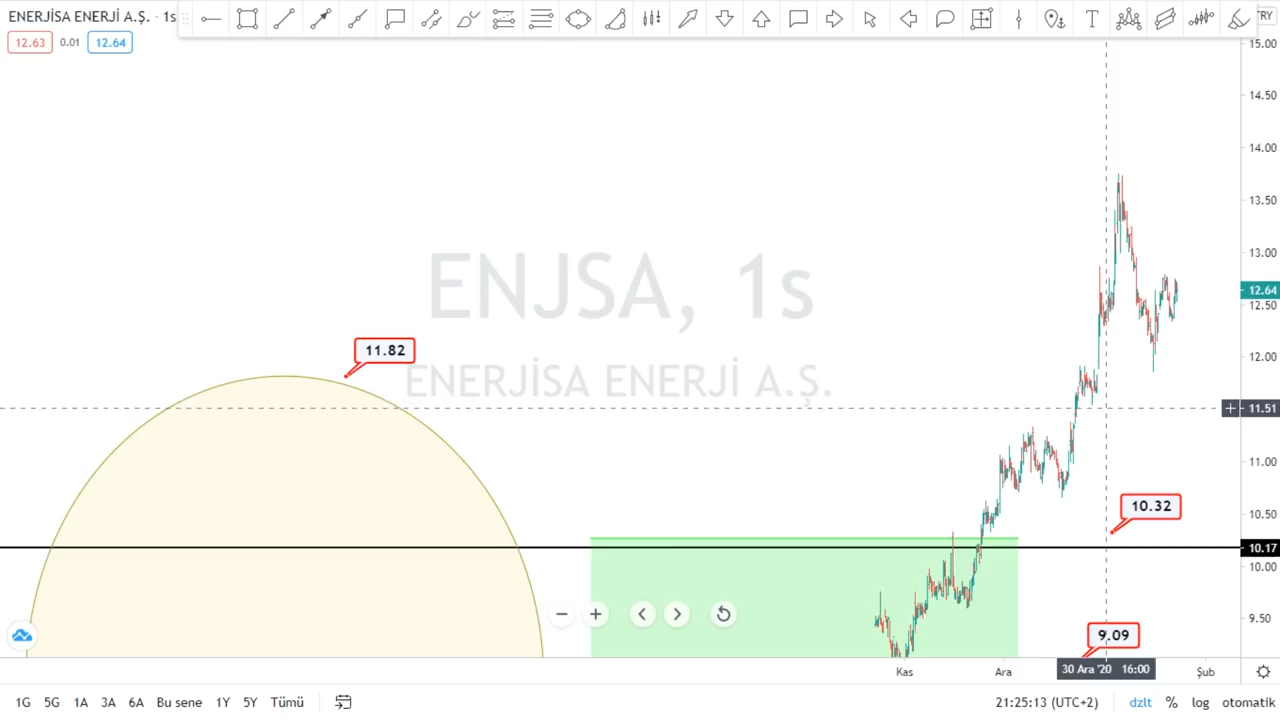 ENERJİSA ENERJİ A.Ş. · 1s
TRY
12.63 0.01 12.64
15.00
14.50
14.00
13.50
13.00
12.64
12.50
12.00
11.51
11.00
10.50
10.17
10.00
9.50
ENJSA, 1s
ENERJİSA ENERJİ A.Ş.
11.82
10.32
9.09
Kas
Ara
30 Ara '20 16:00
Şub
1G 5G 1A 3A 6A Bu sene 1Y 5Y Tümü
21:25:13 (UTC+2) dzlt % log otomatik